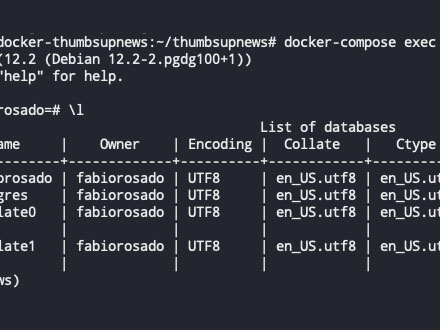 docker-thumbsupnews:~/thumbsupnews# docker-compose exec
(12.2 (Debian 12.2-2.pgdg100+1))
"help" for help.
rosado=# \l
List of databases
ame | Owner | Encoding | Collate | Ctype
---------+-------------+----------+------------+--------
orosado | fabiorosado | UTF8 | en_US.utf8 | en_US.ut
gres | fabiorosado | UTF8 | en_US.utf8 | en_US.ut
late0 | fabiorosado | UTF8 | en_US.utf8 | en_US.ut
| | | |
late1 | fabiorosado | UTF8 | en_US.utf8 | en_US.ut
| | | |
ws)